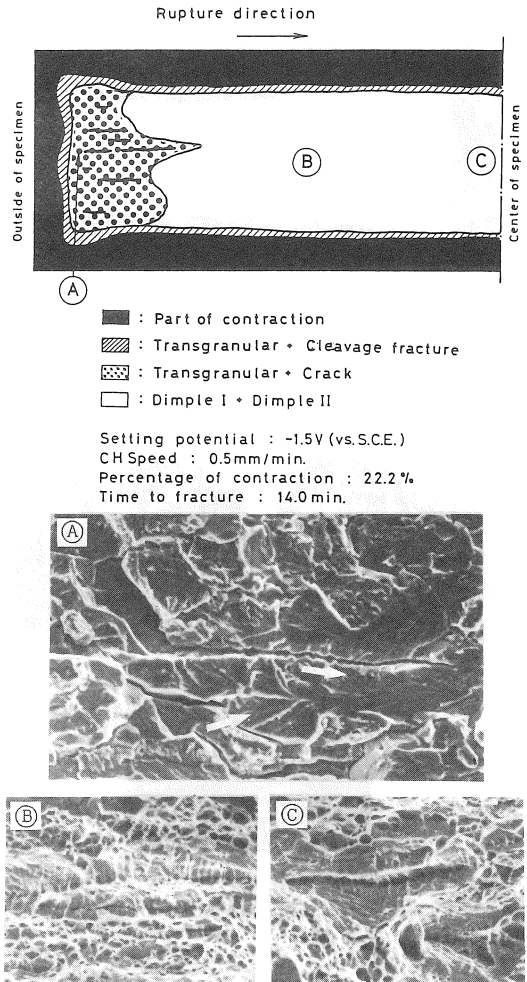 Rupture direction
Outside of specimen
B
C
Center of specimen
A
: Part of contraction
: Transgranular + Cleavage fracture
: Transgranular + Crack
: Dimple I + Dimple II
Setting potential : -1.5V (vs. S.C.E.)
CH Speed : 0.5mm/min.
Percentage of contraction : 22.2%
Time to fracture : 14.0min.
A
B
C